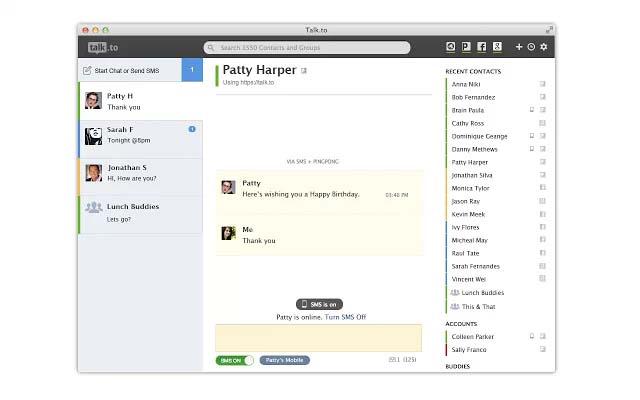 Talk.to
talk.to
Search 1550 Contacts and Groups
Start Chat or Send SMS
1
Patty H
Thank you
Sarah F
1
Tonight @8pm
Jonathan S
Hi, How are you?
Lunch Buddies
Lets go?
Patty Harper
Using https://talk.to
VIA SMS + PINGPONG
Patty
Here's wishing you a Happy Birthday.
03:40 PM
Me
Thank you
SMS is on
Patty is online. Turn SMS Off
SMS ON
Patty's Mobile
1 (125)
RECENT CONTACTS
Anna Niki
Bob Fernandez
Brain Paula
Cathy Ross
Dominique Geange
Danny Methews
Patty Harper
Jonathan Silva
Monica Tylor
Jason Ray
Kevin Meek
Ivy Flores
Micheal May
Raul Tate
Sarah Fernandes
Vincent Wei
Lunch Buddies
This & That
ACCOUNTS
Colleen Parker
Sally Franco
BUDDIES